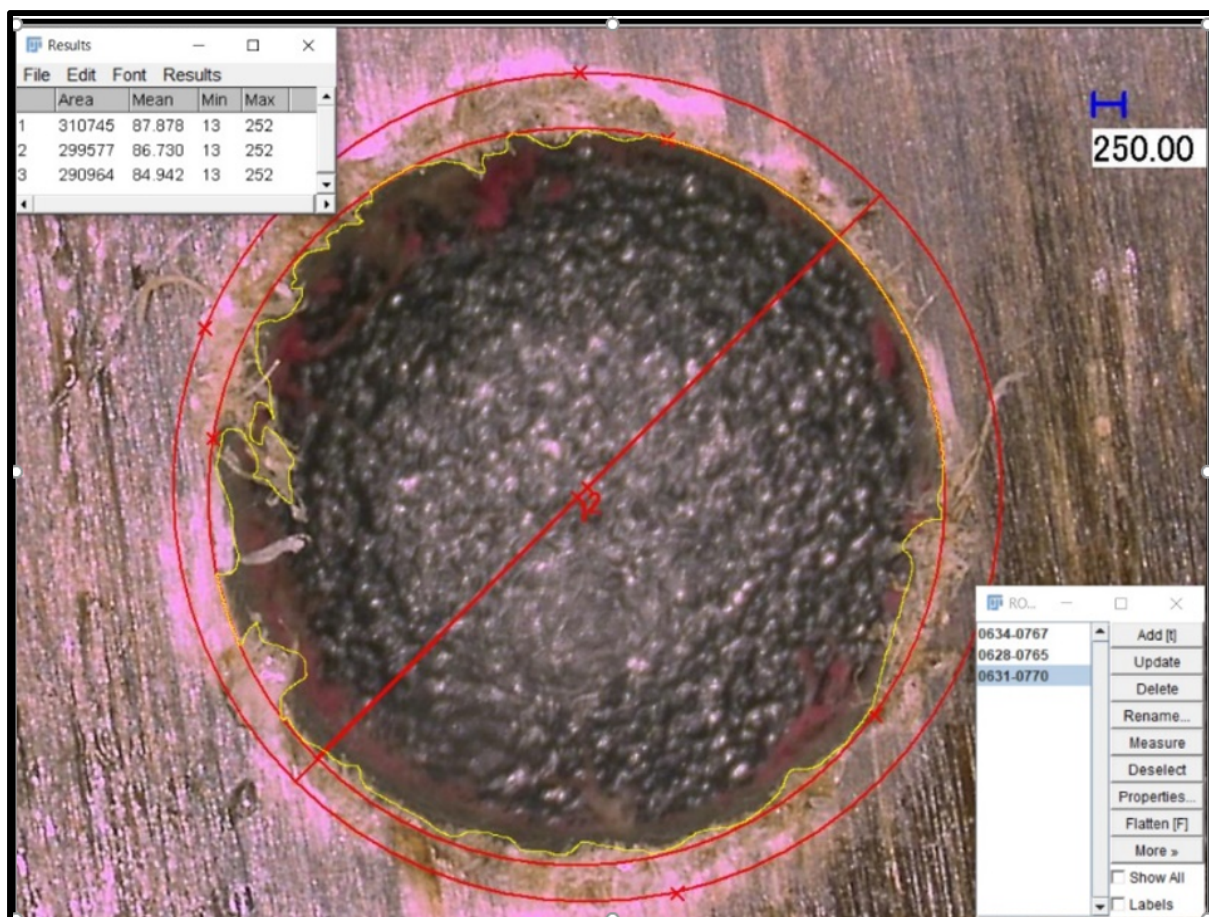 Results
File Edit Font Results
Area Mean Min Max
1 310745 87.878 13 252
2 299577 86.730 13 252
3 290964 84.942 13 252
250.00
RO...
0634-0767
0628-0765
0631-0770
Add [t]
Update
Delete
Rename...
Measure
Deselect
Properties...
Flatten [F]
More »
Show All
Labels